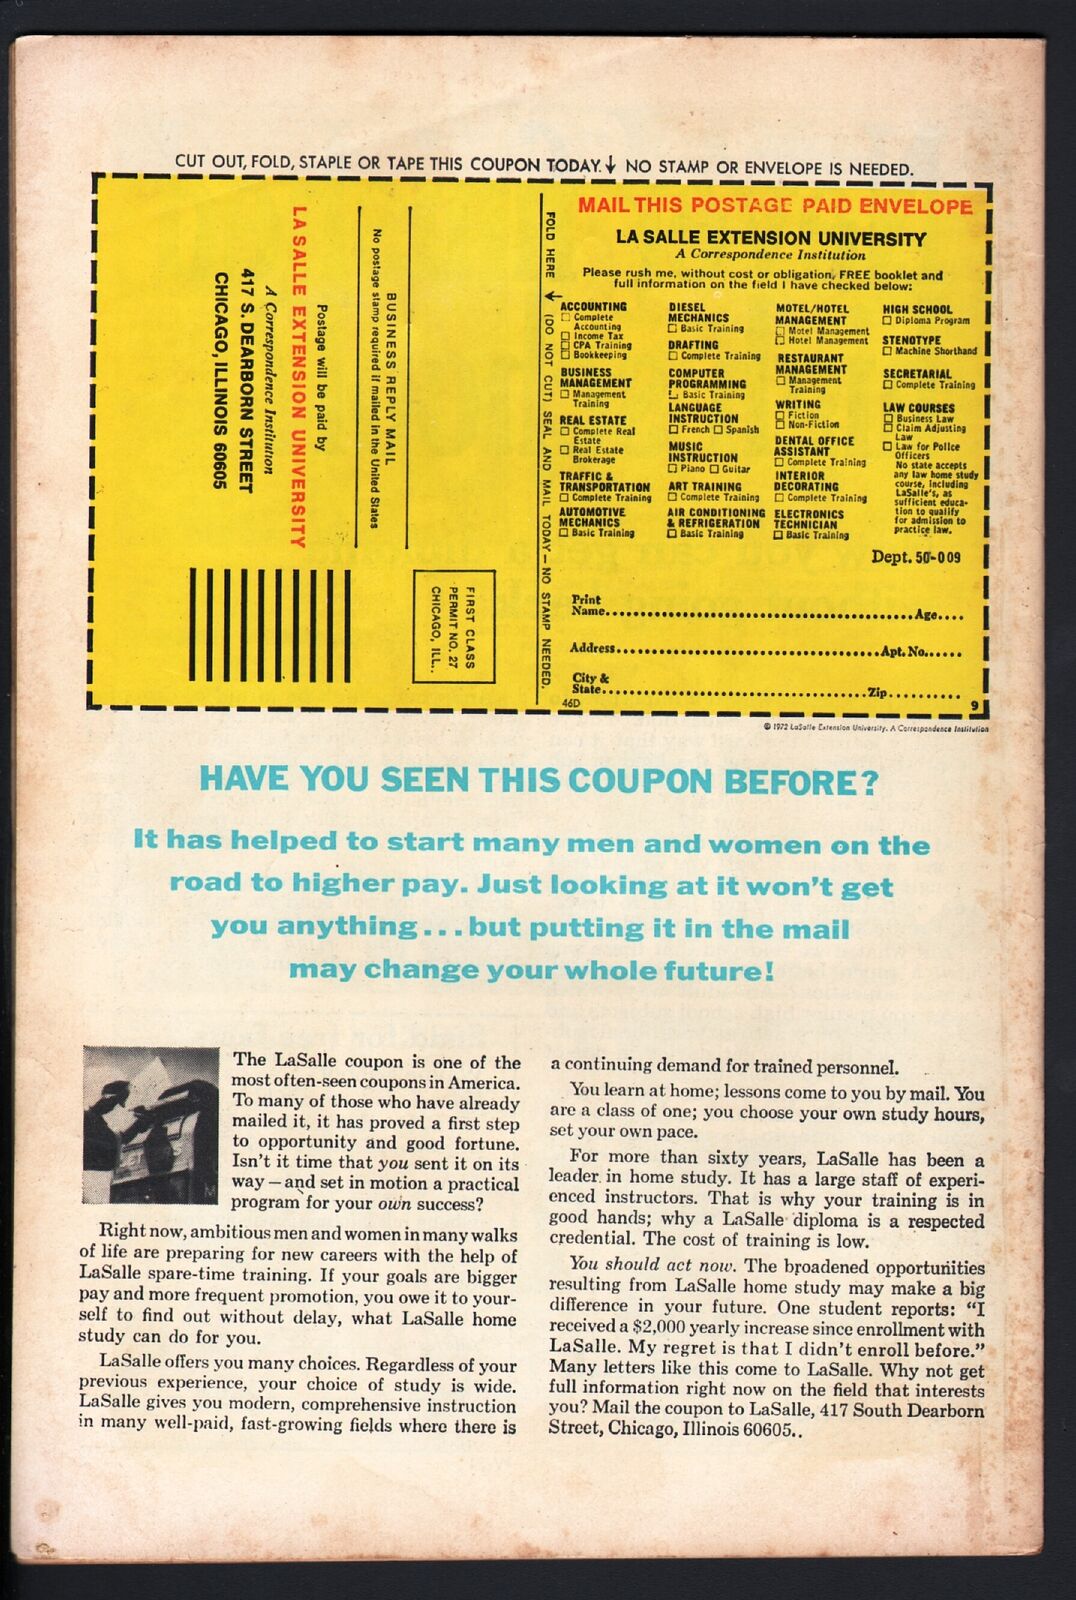 CUT OUT, FOLD, STAPLE OR TAPE THIS COUPON TODAY. ↓ NO STAMP OR ENVELOPE IS NEEDED.
FIRST CLASS
PERMIT NO. 27
CHICAGO, ILL..
BUSINESS REPLY MAIL
No postage stamp required if mailed in the United States
Postage will be paid by
LA SALLE EXTENSION UNIVERSITY
A Correspondence Institution
417 S. DEARBORN STREET
CHICAGO, ILLINOIS 60605
FOLD HERE → (DO NOT CUT) SEAL AND MAIL TODAY — NO STAMP NEEDED.
MAIL THIS POSTAGE PAID ENVELOPE
LA SALLE EXTENSION UNIVERSITY
A Correspondence Institution
Please rush me, without cost or obligation, FREE booklet and
full information on the field I have checked below:
ACCOUNTING
☐ Complete
Accounting
☐ Income Tax
☐ CPA Training
☐ Bookkeeping
BUSINESS
MANAGEMENT
☐ Management
Training
REAL ESTATE
☐ Complete Real
Estate
☐ Real Estate
Brokerage
TRAFFIC &
TRANSPORTATION
☐ Complete Training
AUTOMOTIVE
MECHANICS
☐ Basic Training
DIESEL
MECHANICS
☐ Basic Training
DRAFTING
☐ Complete Training
COMPUTER
PROGRAMMING
☐ Basic Training
LANGUAGE
INSTRUCTION
☐ French ☐ Spanish
MUSIC
INSTRUCTION
☐ Piano ☐ Guitar
ART TRAINING
☐ Complete Training
AIR CONDITIONING
& REFRIGERATION
☐ Basic Training
MOTEL/HOTEL
MANAGEMENT
☐ Motel Management
☐ Hotel Management
RESTAURANT
MANAGEMENT
☐ Management
Training
WRITING
☐ Fiction
☐ Non-Fiction
DENTAL OFFICE
ASSISTANT
☐ Complete Training
INTERIOR
DECORATING
☐ Complete Training
ELECTRONICS
TECHNICIAN
☐ Basic Training
HIGH SCHOOL
☐ Diploma Program
STENOTYPE
☐ Machine Shorthand
SECRETARIAL
☐ Complete Training
LAW COURSES
☐ Business Law
☐ Claim Adjusting
Law
☐ Law for Police
Officers
No state accepts
any law home study
course, including
LaSalle's, as
sufficient educa-
tion to qualify
for admission to
practice law.
Dept. 50-009
Print
Name..........Age....
Address..........Apt. No......
City &
State..........Zip..........
46D
9
© 1972 LaSalle Extension University. A Correspondence Institution
HAVE YOU SEEN THIS COUPON BEFORE?
It has helped to start many men and women on the
road to higher pay. Just looking at it won't get
you anything...but putting it in the mail
may change your whole future!
The LaSalle coupon is one of the
most often-seen coupons in America.
To many of those who have already
mailed it, it has proved a first step
to opportunity and good fortune.
Isn't it time that you sent it on its
way — and set in motion a practical
program for your own success?
Right now, ambitious men and women in many walks
of life are preparing for new careers with the help of
LaSalle spare-time training. If your goals are bigger
pay and more frequent promotion, you owe it to your-
self to find out without delay, what LaSalle home
study can do for you.
LaSalle offers you many choices. Regardless of your
previous experience, your choice of study is wide.
LaSalle gives you modern, comprehensive instruction
in many well-paid, fast-growing fields where there is
a continuing demand for trained personnel.
You learn at home; lessons come to you by mail. You
are a class of one; you choose your own study hours,
set your own pace.
For more than sixty years, LaSalle has been a
leader in home study. It has a large staff of experi-
enced instructors. That is why your training is in
good hands; why a LaSalle diploma is a respected
credential. The cost of training is low.
You should act now. The broadened opportunities
resulting from LaSalle home study may make a big
difference in your future. One student reports: "I
received a $2,000 yearly increase since enrollment with
LaSalle. My regret is that I didn't enroll before."
Many letters like this come to LaSalle. Why not get
full information right now on the field that interests
you? Mail the coupon to LaSalle, 417 South Dearborn
Street, Chicago, Illinois 60605..